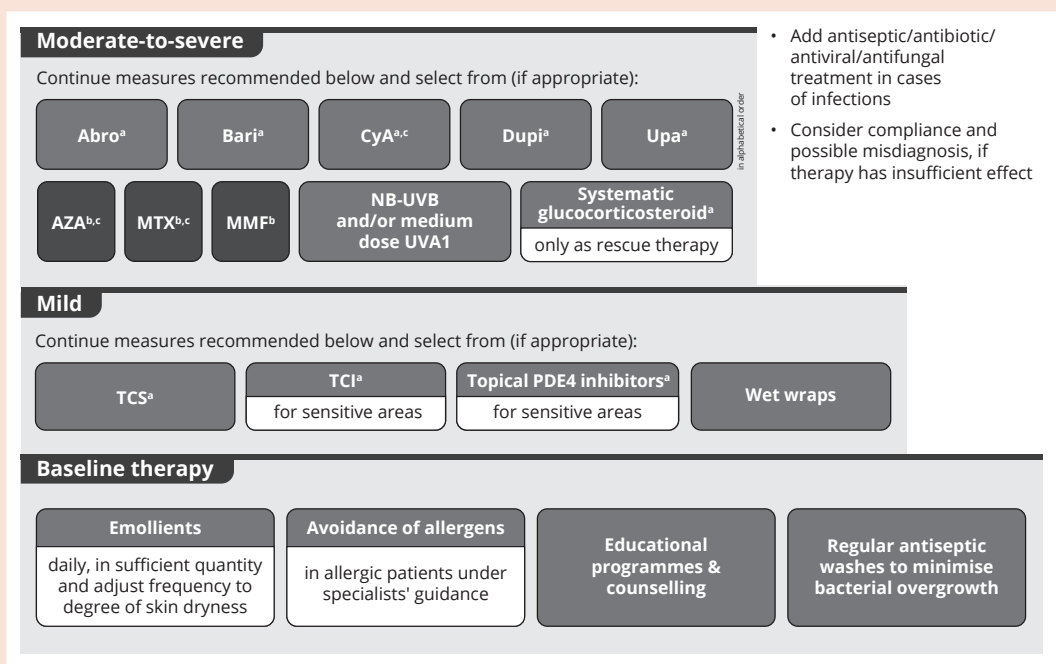 Moderate-to-severe
Continue measures recommended below and select from (if appropriate):
Abroᵃ
Bariᵃ
CyAᵃ,ᶜ
Dupiᵃ
Upaᵃ
in alphabetical order
AZAᵇ,ᶜ
MTXᵇ,ᶜ
MMFᵇ
NB-UVB
and/or medium
dose UVA1
Systematic
glucocorticosteroidᵃ
only as rescue therapy
• Add antiseptic/antibiotic/
antiviral/antifungal
treatment in cases
of infections
• Consider compliance and
possible misdiagnosis, if
therapy has insufficient effect
Mild
Continue measures recommended below and select from (if appropriate):
TCSᵃ
TCIᵃ
for sensitive areas
Topical PDE4 inhibitorsᵃ
for sensitive areas
Wet wraps
Baseline therapy
Emollients
daily, in sufficient quantity
and adjust frequency to
degree of skin dryness
Avoidance of allergens
in allergic patients under
specialists' guidance
Educational
programmes &
counselling
Regular antiseptic
washes to minimise
bacterial overgrowth